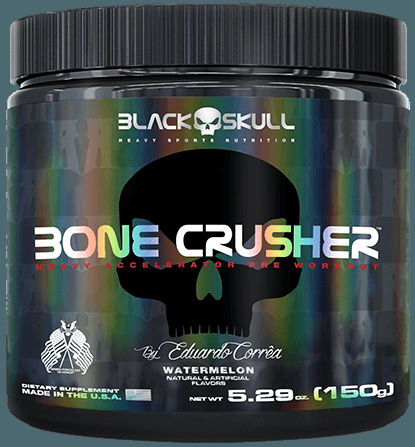 BLACK SKULL
HEAVY SPORTS NUTRITION
BONE CRUSHER™
HEAVY ACCELERATOR PRE WORKOUT
By Eduardo Corrêa
WATERMELON
NATURAL & ARTIFICIAL
FLAVORS
DIETARY SUPPLEMENT
MADE IN THE U.S.A.
NET WT 5.29 OZ. (150g)